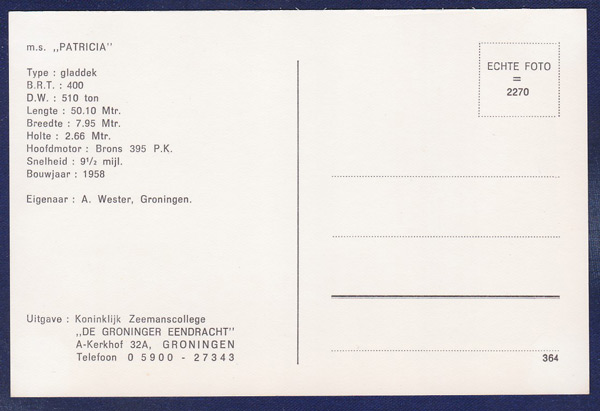 m.s. ,,PATRICIA''
Type : gladdek
B.R.T. : 400
D.W. : 510 ton
Lengte : 50.10 Mtr.
Breedte : 7.95 Mtr.
Holte : 2.66 Mtr.
Hoofdmotor : Brons 395 P.K.
Snelheid : 9½ mijl.
Bouwjaar : 1958
Eigenaar : A. Wester, Groningen.
Uitgave : Koninklijk Zeemanscollege
,,DE GRONINGER EENDRACHT''
A-Kerkhof 32A, GRONINGEN
Telefoon 0 5900 - 27343
ECHTE FOTO
=
2270
364